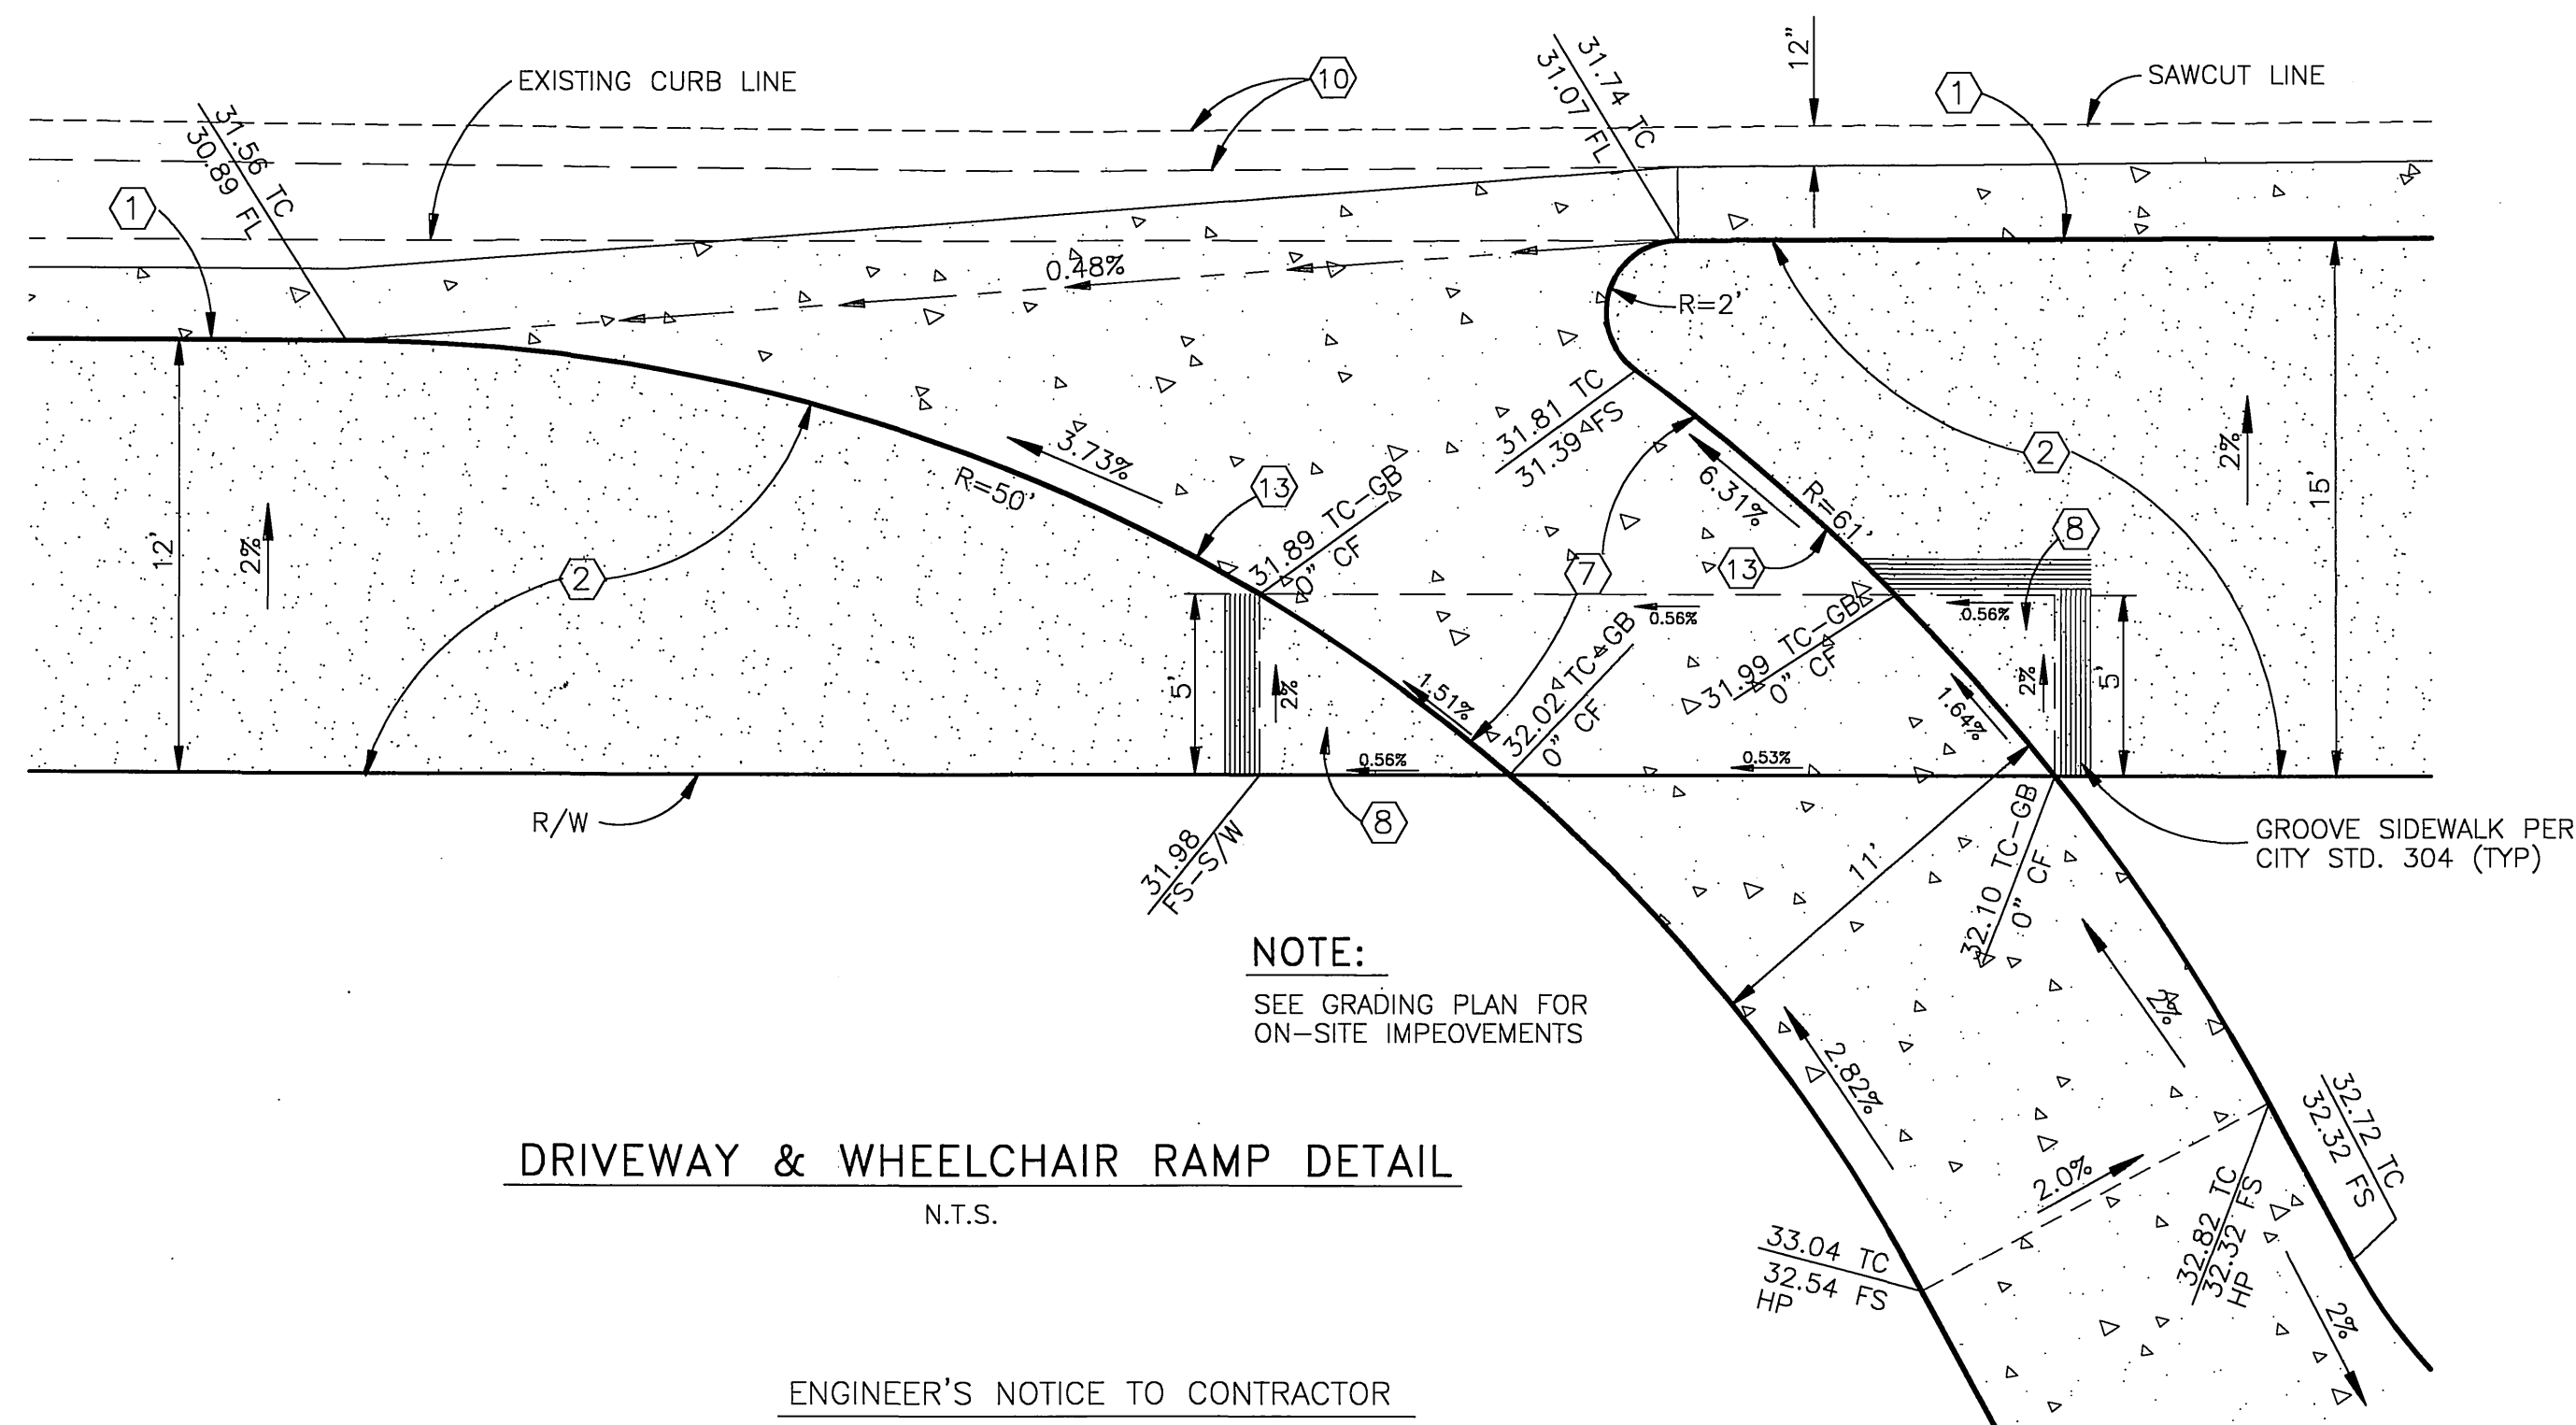 EXISTING CURB LINE
10
31.74 TC
31.07 FL
12"
1
SAWCUT LINE
31.56 TC
30.89 FL
1
0.48%
R=2'
31.81 TC
31.39 FS
2
2%
15'
3.73%
R=50'
13
31.89 TC-GB
0" CF
6.31%
R=61'
13
8
12'
2%
2
7
0.56%
31.99 TC-GB
0" CF
0.56%
5'
2%
1.51%
32.02 TC-GB
0" CF
1.64%
2%
5'
0.56%
0.53%
R/W
8
31.98
FS-S/W
11'
32.10 TC-GB
0" CF
GROOVE SIDEWALK PER
CITY STD. 304 (TYP)
NOTE:
SEE GRADING PLAN FOR
ON-SITE IMPEOVEMENTS
2.82%
2%
32.72 TC
32.32 FS
DRIVEWAY & WHEELCHAIR RAMP DETAIL
N.T.S.
2.0%
33.04 TC
32.54 FS
HP
32.82 TC
32.32 FS
HP
2%
ENGINEER'S NOTICE TO CONTRACTOR